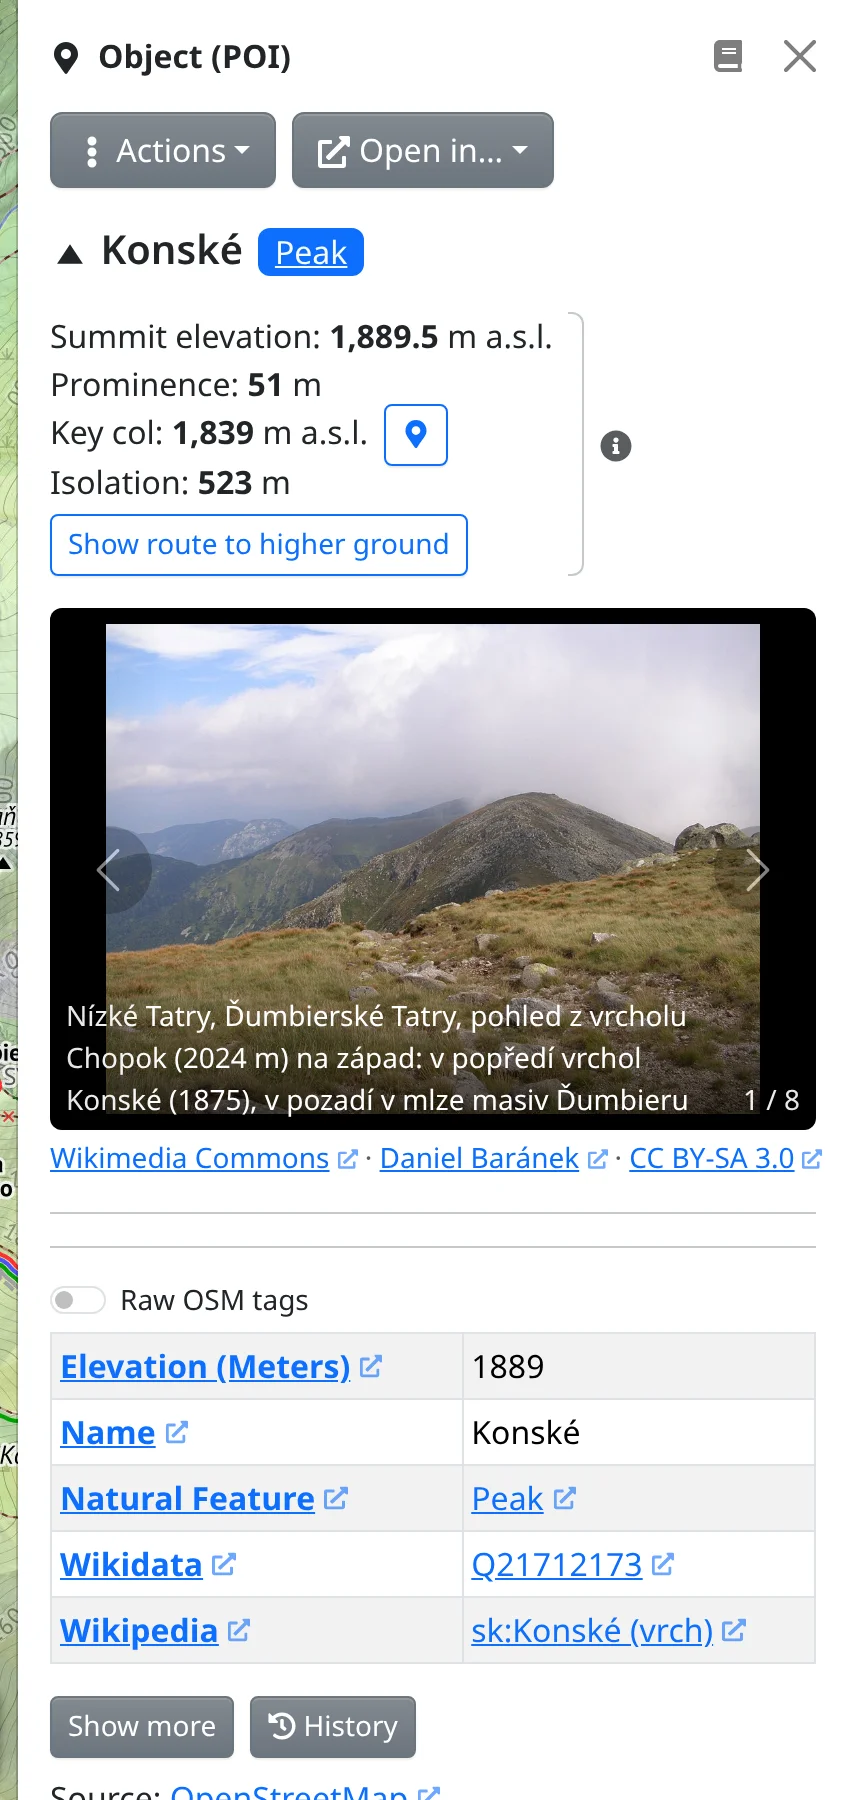 Object (POI)
Actions
Open in...
Konské Peak
Summit elevation: 1,889.5 m a.s.l.
Prominence: 51 m
Key col: 1,839 m a.s.l.
Isolation: 523 m
Show route to higher ground
Nízké Tatry, Ďumbierské Tatry, pohled z vrcholu
Chopok (2024 m) na západ: v popředí vrchol
Konské (1875), v pozadí v mlze masiv Ďumbieru
1 / 8
Wikimedia Commons · Daniel Baránek · CC BY-SA 3.0
Raw OSM tags
Elevation (Meters) 1889
Name Konské
Natural Feature Peak
Wikidata Q21712173
Wikipedia sk:Konské (vrch)
Show more
History
Source: OpenStreetMap